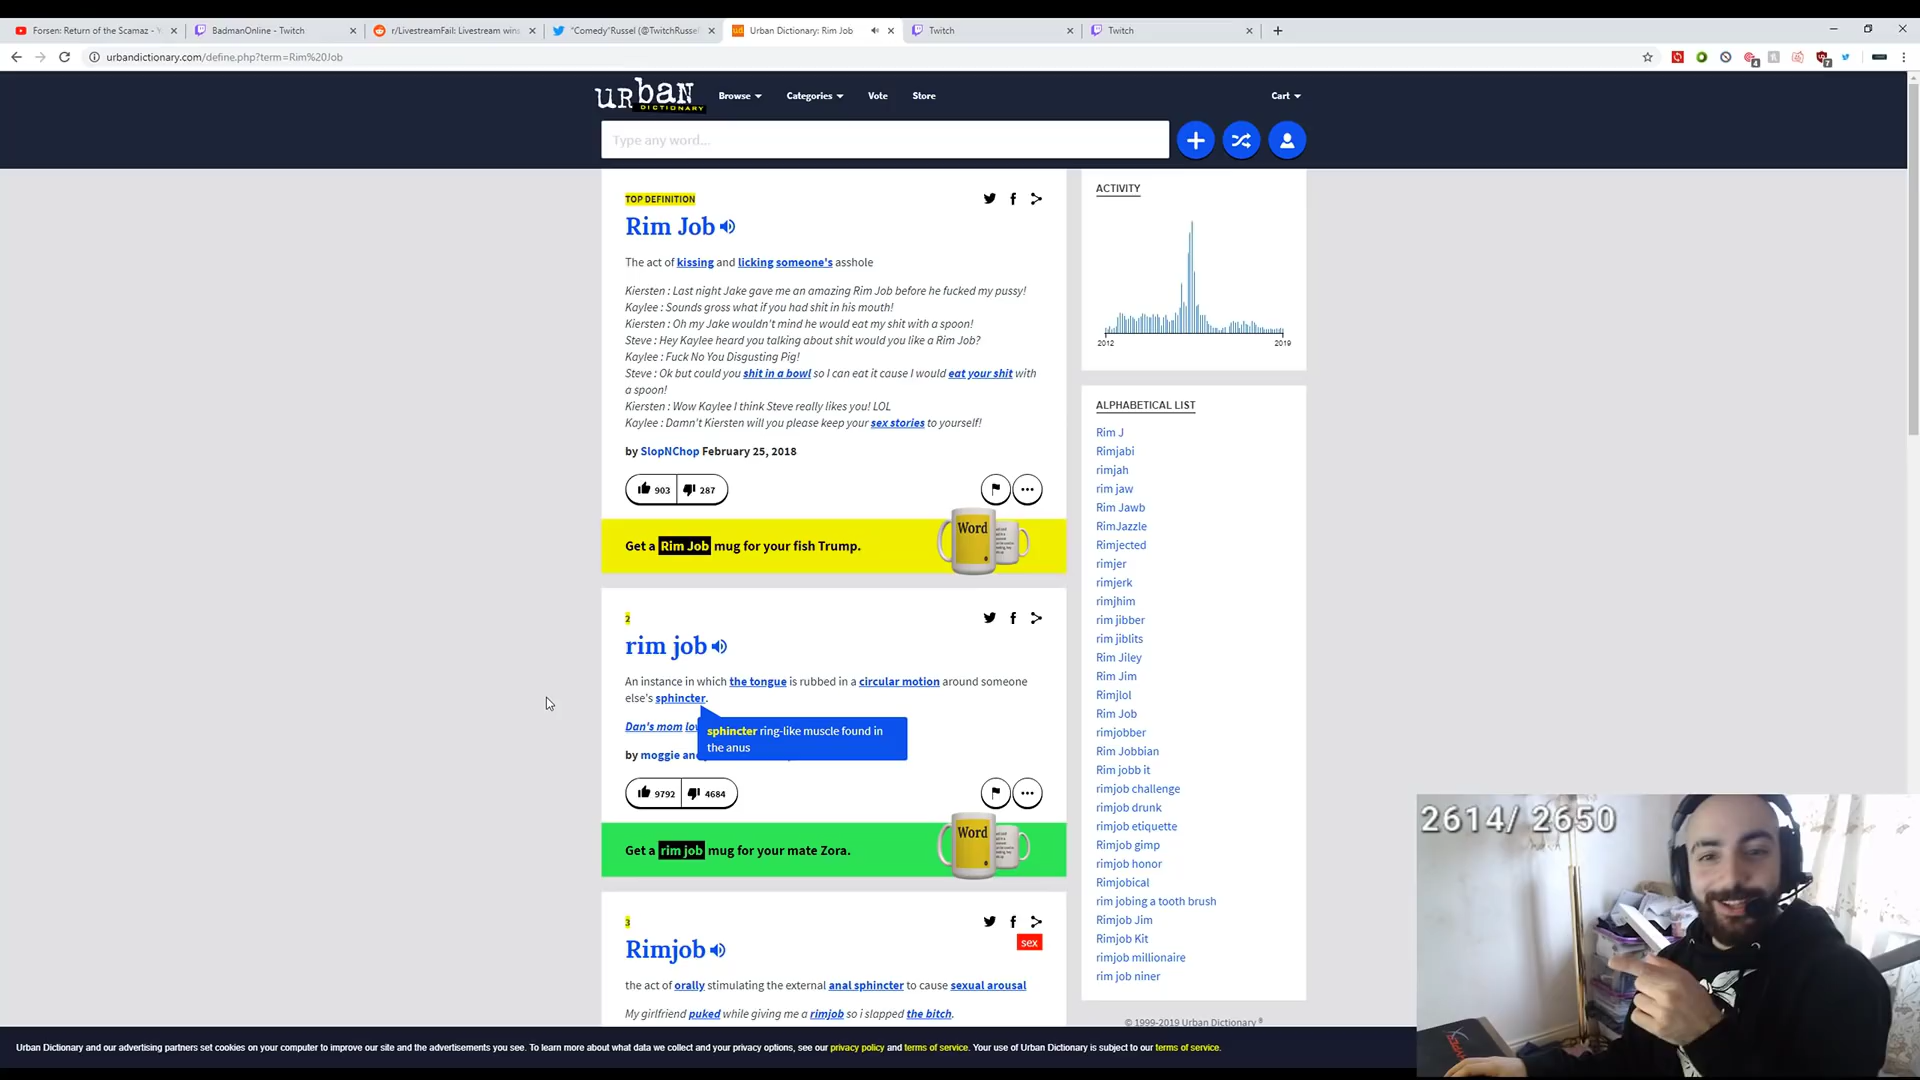 Forsen: Return of the Scamaz - Y
BadmanOnline - Twitch
r/LivestreamFail: Livestream wins
"Comedy"Russel (@TwitchRussel
Urban Dictionary: Rim Job
Twitch
Twitch
urbandictionary.com/define.php?term=Rim%20Job
urban
DICTIONARY
Browse
Categories
Vote
Store
Cart
Type any word...
TOP DEFINITION
Rim Job
The act of kissing and licking someone's asshole
Kiersten : Last night Jake gave me an amazing Rim Job before he fucked my pussy!
Kaylee : Sounds gross what if you had shit in his mouth!
Kiersten : Oh my Jake wouldn't mind he would eat my shit with a spoon!
Steve : Hey Kaylee heard you talking about shit would you like a Rim Job?
Kaylee : Fuck No You Disgusting Pig!
Steve : Ok but could you shit in a bowl so I can eat it cause I would eat your shit with
a spoon!
Kiersten : Wow Kaylee I think Steve really likes you! LOL
Kaylee : Damn't Kiersten will you please keep your sex stories to yourself!
by SlopNChop February 25, 2018
903
287
Get a Rim Job mug for your fish Trump.
Word
2
rim job
An instance in which the tongue is rubbed in a circular motion around someone
else's sphincter.
Dan's mom lo
sphincter ring-like muscle found in
the anus
by moggie an
9792
4684
Get a rim job mug for your mate Zora.
Word
3
sex
Rimjob
the act of orally stimulating the external anal sphincter to cause sexual arousal
My girlfriend puked while giving me a rimjob so i slapped the bitch.
ACTIVITY
2012
2019
ALPHABETICAL LIST
Rim J
Rimjabi
rimjah
rim jaw
Rim Jawb
RimJazzle
Rimjected
rimjer
rimjerk
rimjhim
rim jibber
rim jiblits
Rim Jiley
Rim Jim
Rimjlol
Rim Job
rimjobber
Rim Jobbian
Rim jobb it
rimjob challenge
rimjob drunk
rimjob etiquette
Rimjob gimp
rimjob honor
Rimjobical
rim jobing a tooth brush
Rimjob Jim
Rimjob Kit
rimjob millionaire
rim job niner
© 1999-2019 Urban Dictionary ®
2614/ 2650
Urban Dictionary and our advertising partners set cookies on your computer to improve our site and the advertisements you see. To learn more about what data we collect and your privacy options, see our privacy policy and terms of service. Your use of Urban Dictionary is subject to our terms of service.